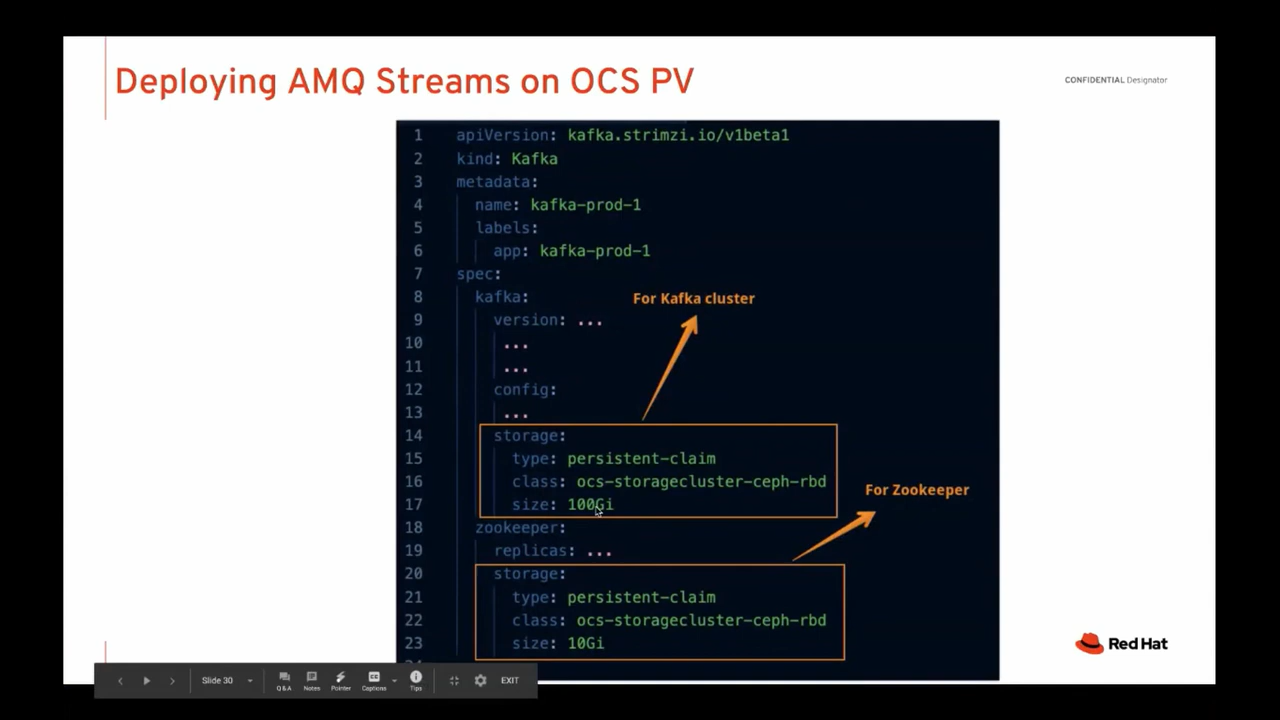 Deploying AMQ Streams on OCS PV
CONFIDENTIAL Designator
1 apiVersion: kafka.strimzi.io/v1beta1
2 kind: Kafka
3 metadata:
4 name: kafka-prod-1
5 labels:
6 app: kafka-prod-1
7 spec:
8 kafka:
For Kafka cluster
9 version: ...
10 ...
11 ...
12 config:
13 ...
14 storage:
15 type: persistent-claim
16 class: ocs-storagecluster-ceph-rbd
For Zookeeper
17 size: 100Gi
18 zookeeper:
19 replicas: ...
20 storage:
21 type: persistent-claim
22 class: ocs-storagecluster-ceph-rbd
23 size: 10Gi
Red Hat
Slide 30
Q&A
Notes
Pointer
Captions
Tips
EXIT